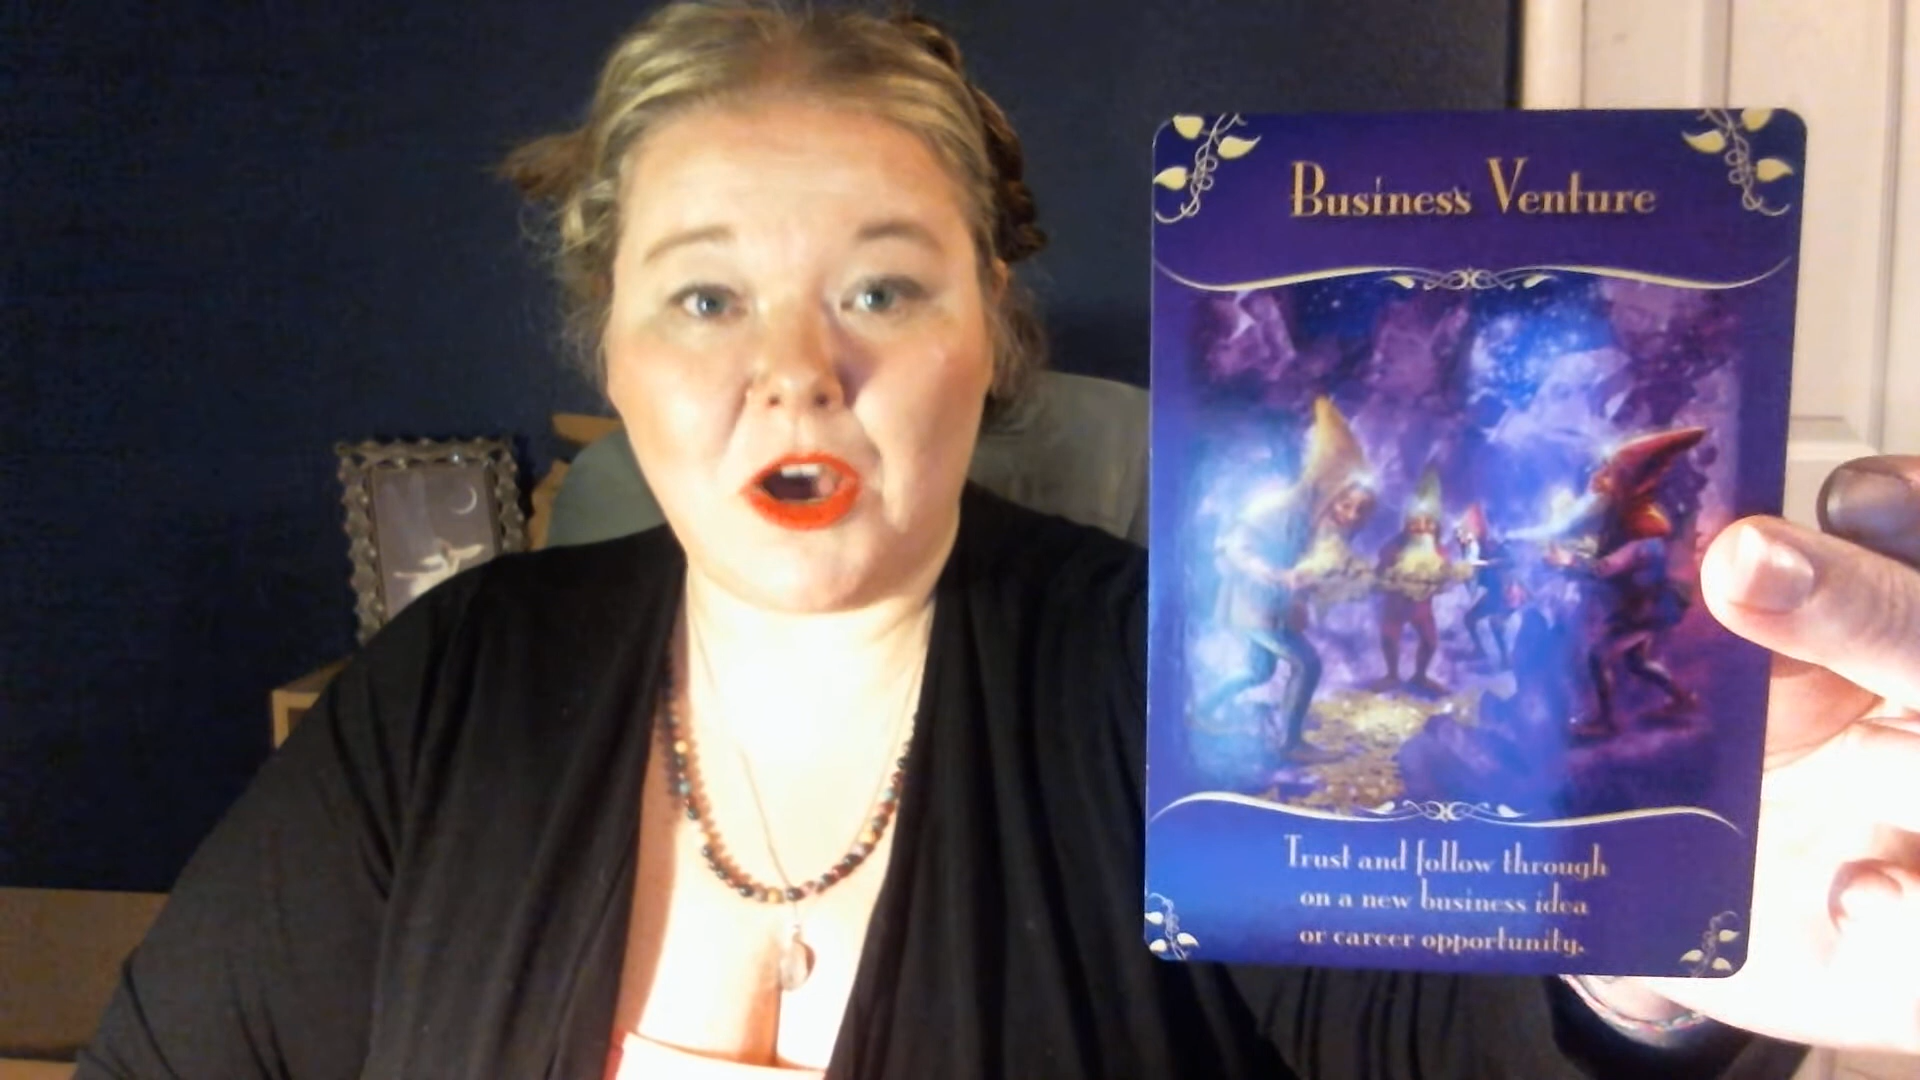 Business Venture
Trust and follow through
on a new business idea
or career opportunity.